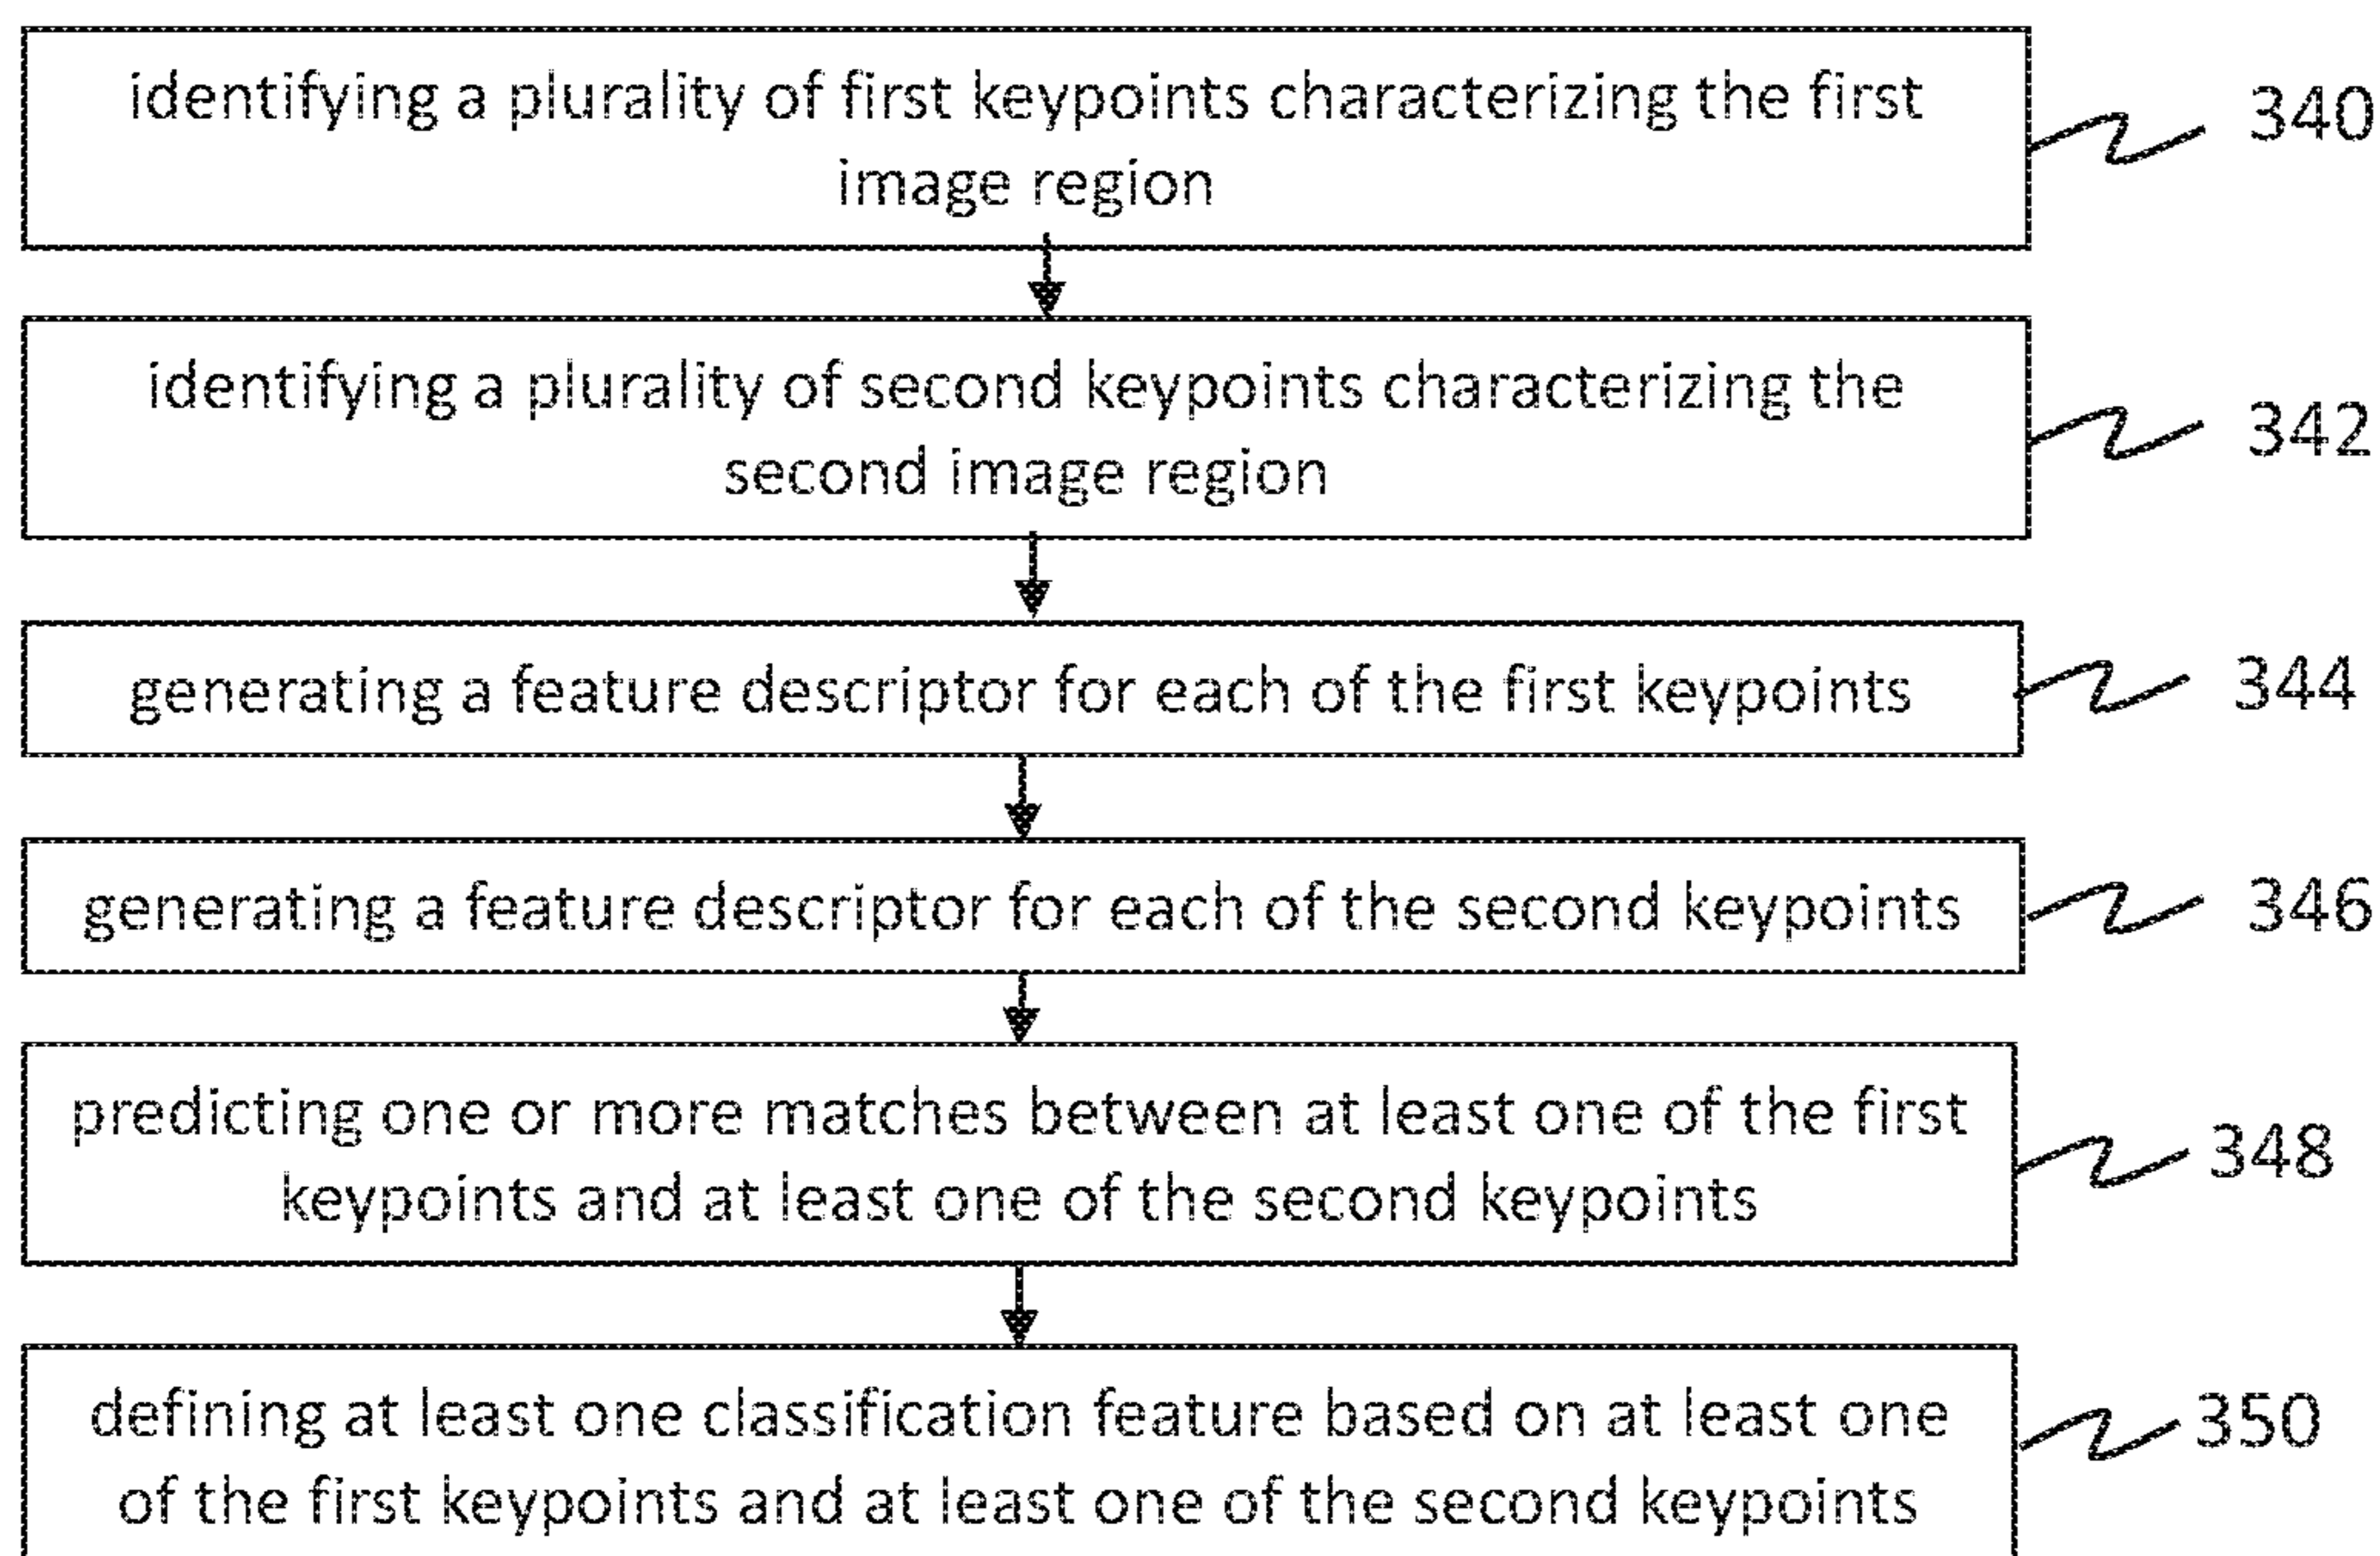 identifying a plurality of first keypoints characterizing the first
image region
340
identifying a plurality of second keypoints characterizing the
second image region
342
generating a feature descriptor for each of the first keypoints
344
generating a feature descriptor for each of the second keypoints
346
predicting one or more matches between at least one of the first
keypoints and at least one of the second keypoints
348
defining at least one classification feature based on at least one
of the first keypoints and at least one of the second keypoints
350